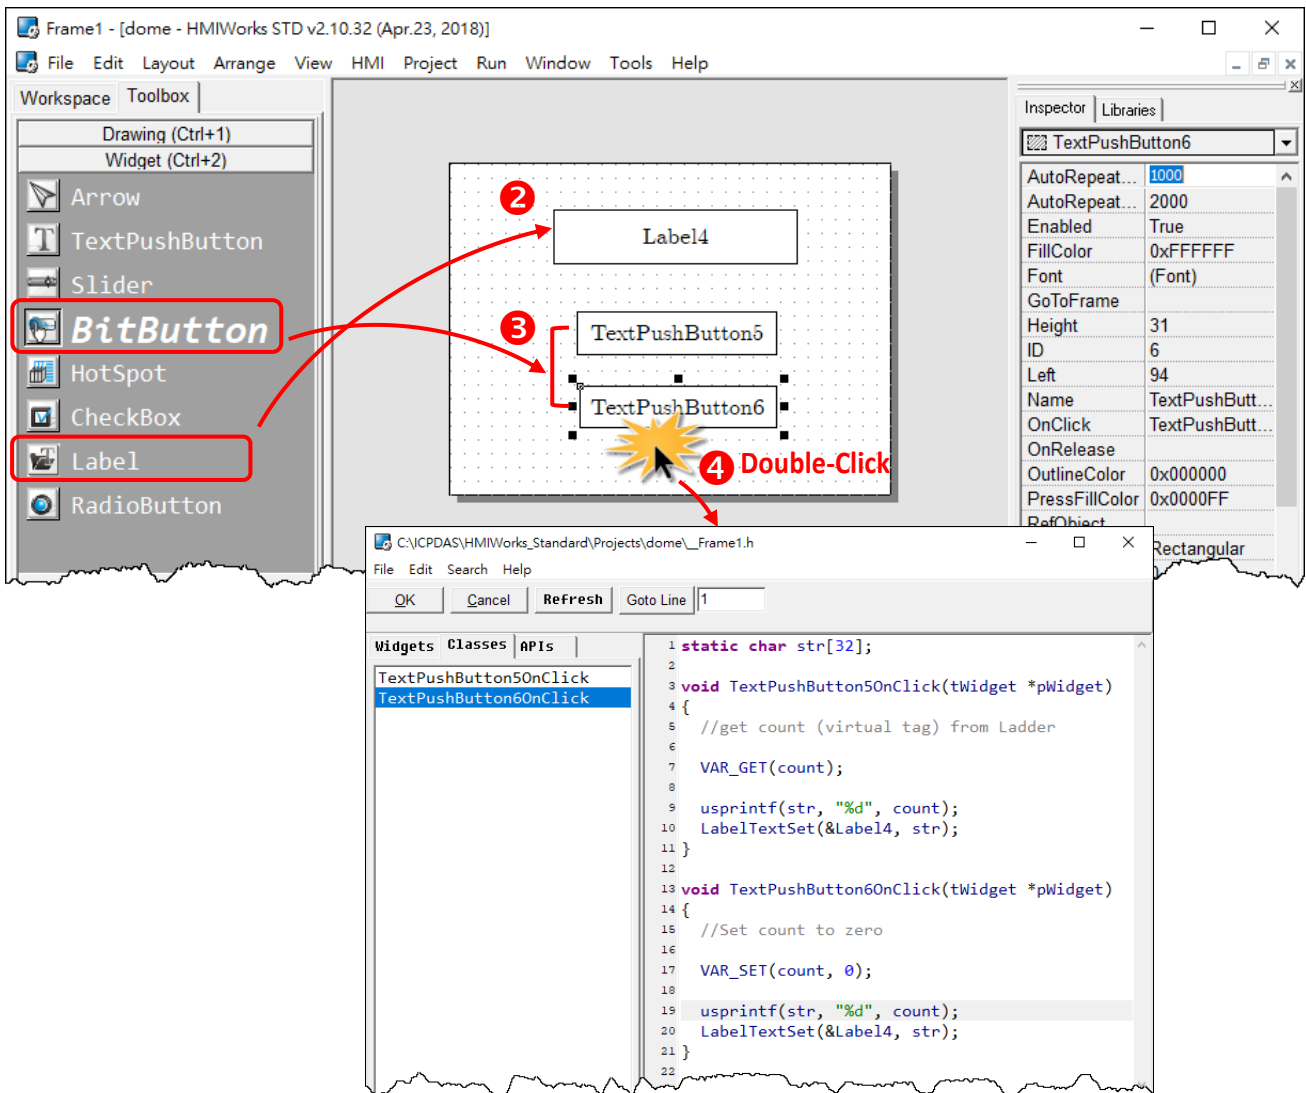 Frame1 - [dome - HMIWorks STD v2.10.32 (Apr.23, 2018)]
File Edit Layout Arrange View HMI Project Run Window Tools Help
Workspace Toolbox
Drawing (Ctrl+1)
Widget (Ctrl+2)
Arrow
TextPushButton
Slider
BitButton
HotSpot
CheckBox
Label
RadioButton
2
Label4
3
TextPushButton5
TextPushButton6
4 Double-Click
Inspector Libraries
TextPushButton6
AutoRepeat... 1000
AutoRepeat... 2000
Enabled True
FillColor 0xFFFFFF
Font (Font)
GoToFrame
Height 31
ID 6
Left 94
Name TextPushButt...
OnClick TextPushButt...
OnRelease
OutlineColor 0x000000
PressFillColor 0x0000FF
RefObject
Rectangular
C:\ICPDAS\HMIWorks_Standard\Projects\dome\__Frame1.h
File Edit Search Help
OK Cancel Refresh Goto Line 1
Widgets Classes APIs
TextPushButton5OnClick
TextPushButton6OnClick
1 static char str[32];
2
3 void TextPushButton5OnClick(tWidget *pWidget)
4 {
5 //get count (virtual tag) from Ladder
6
7 VAR_GET(count);
8
9 usprintf(str, "%d", count);
10 LabelTextSet(&Label4, str);
11 }
12
13 void TextPushButton6OnClick(tWidget *pWidget)
14 {
15 //Set count to zero
16
17 VAR_SET(count, 0);
18
19 usprintf(str, "%d", count);
20 LabelTextSet(&Label4, str);
21 }
22